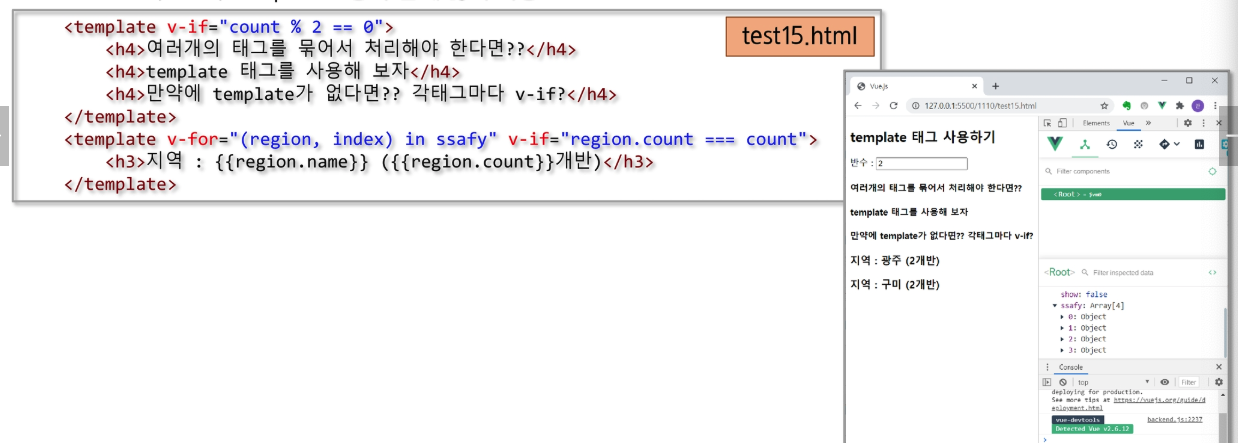 <template v-if="count % 2 == 0">
<h4>여러개의 태그를 묶어서 처리해야 한다면??</h4>
<h4>template 태그를 사용해 보자</h4>
<h4>만약에 template가 없다면?? 각태그마다 v-if?</h4>
</template>
<template v-for="(region, index) in ssafy" v-if="region.count === count">
<h3>지역 : {{region.name}} ({{region.count}}개반)</h3>
</template>
test15.html
Vue.js
127.0.0.1:5500/1110/test15.html
template 태그 사용하기
반수 : 2
여러개의 태그를 묶어서 처리해야 한다면??
template 태그를 사용해 보자
만약에 template가 없다면?? 각태그마다 v-if?
지역 : 광주 (2개반)
지역 : 구미 (2개반)
Elements Vue »
Filter components
<Root> = $vm0
<Root> Filter inspected data
show: false
ssafy: Array[4]
0: Object
1: Object
2: Object
3: Object
Console
top Filter
deploying for production.
See more tips at https://vuejs.org/guide/d
eployment.html
vue-devtools backend.js:2237
Detected Vue v2.6.12